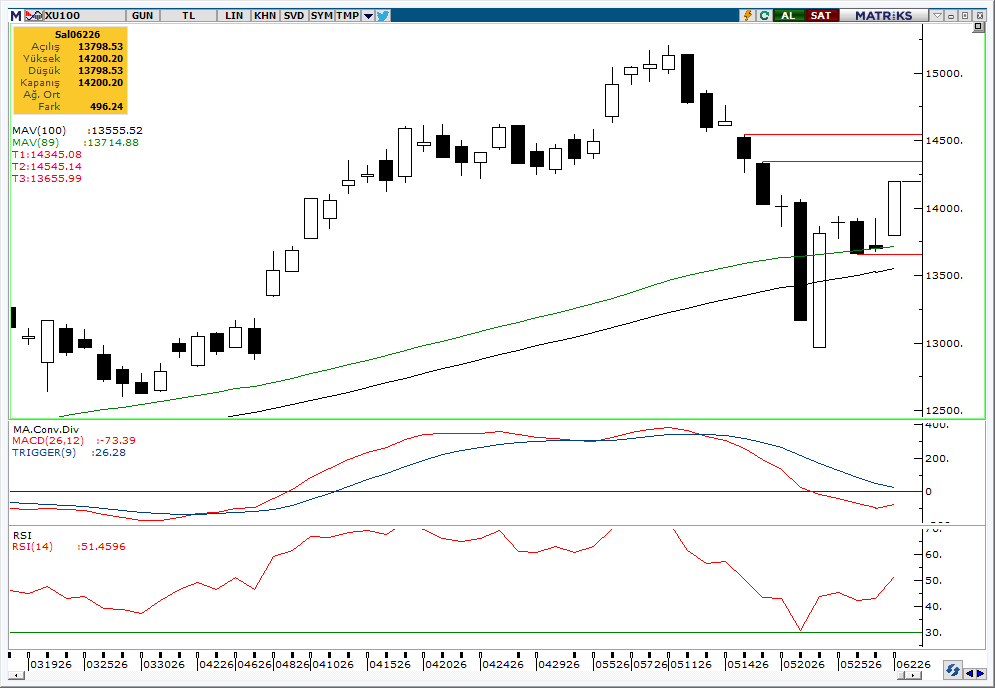 M XU100 GUN TL LIN KHN SVD SYM TMP AL SAT MATRiKS
Sal06226
Açılış 13798.53
Yüksek 14200.20
Düşük 13798.53
Kapanış 14200.20
Ağ. Ort
Fark 496.24
MAV(100) :13555.52
MAV(89) :13714.88
T1:14345.08
T2:14545.14
T3:13655.99
15000.
14500.
14000.
13500.
13000.
12500.
MA.Conv.Div
MACD(26,12) :-73.39
TRIGGER(9) :26.28
400.
200.
0
RSI
RSI(14) :51.4596
70.
60.
50.
40.
30.
031926 032526 033026 04226 04626 04826 041026 041526 042026 042426 042926 05526 05726 051126 051426 052026 052526 06226